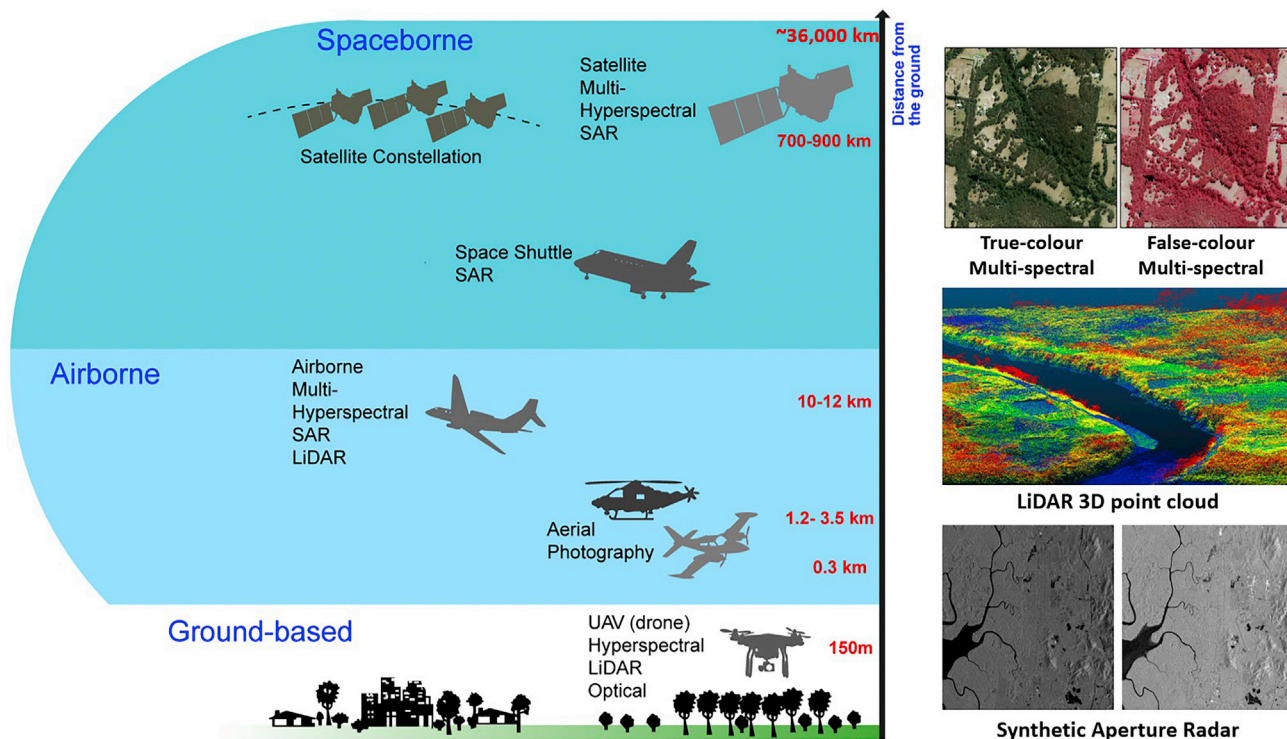 Spaceborne
~36,000 km
Distance from
the ground
Satellite
Multi-
Hyperspectral
SAR
700-900 km
Satellite Constellation
Space Shuttle
SAR
Airborne
Airborne
Multi-
Hyperspectral
SAR
LiDAR
10-12 km
1.2- 3.5 km
Aerial
Photography
0.3 km
Ground-based
UAV (drone)
Hyperspectral
LiDAR
Optical
150m
True-colour
Multi-spectral
False-colour
Multi-spectral
LiDAR 3D point cloud
Synthetic Aperture Radar